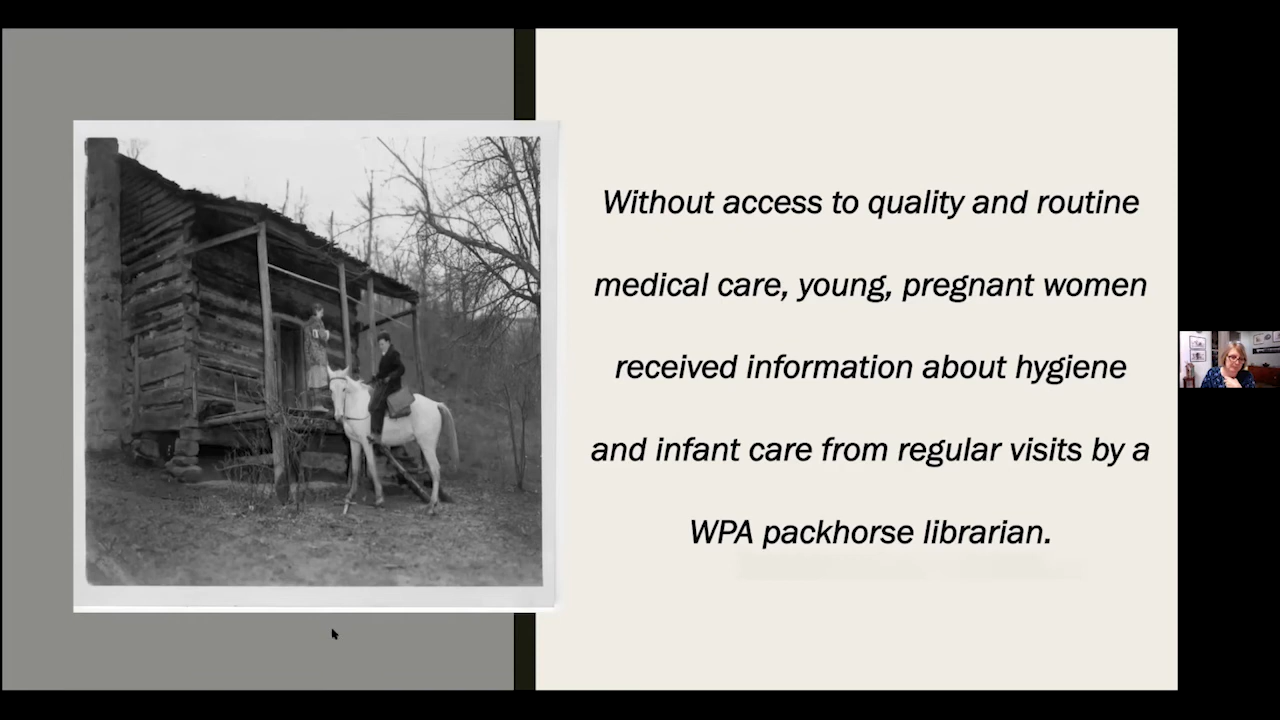 Without access to quality and routine
medical care, young, pregnant women
received information about hygiene
and infant care from regular visits by a
WPA packhorse librarian.